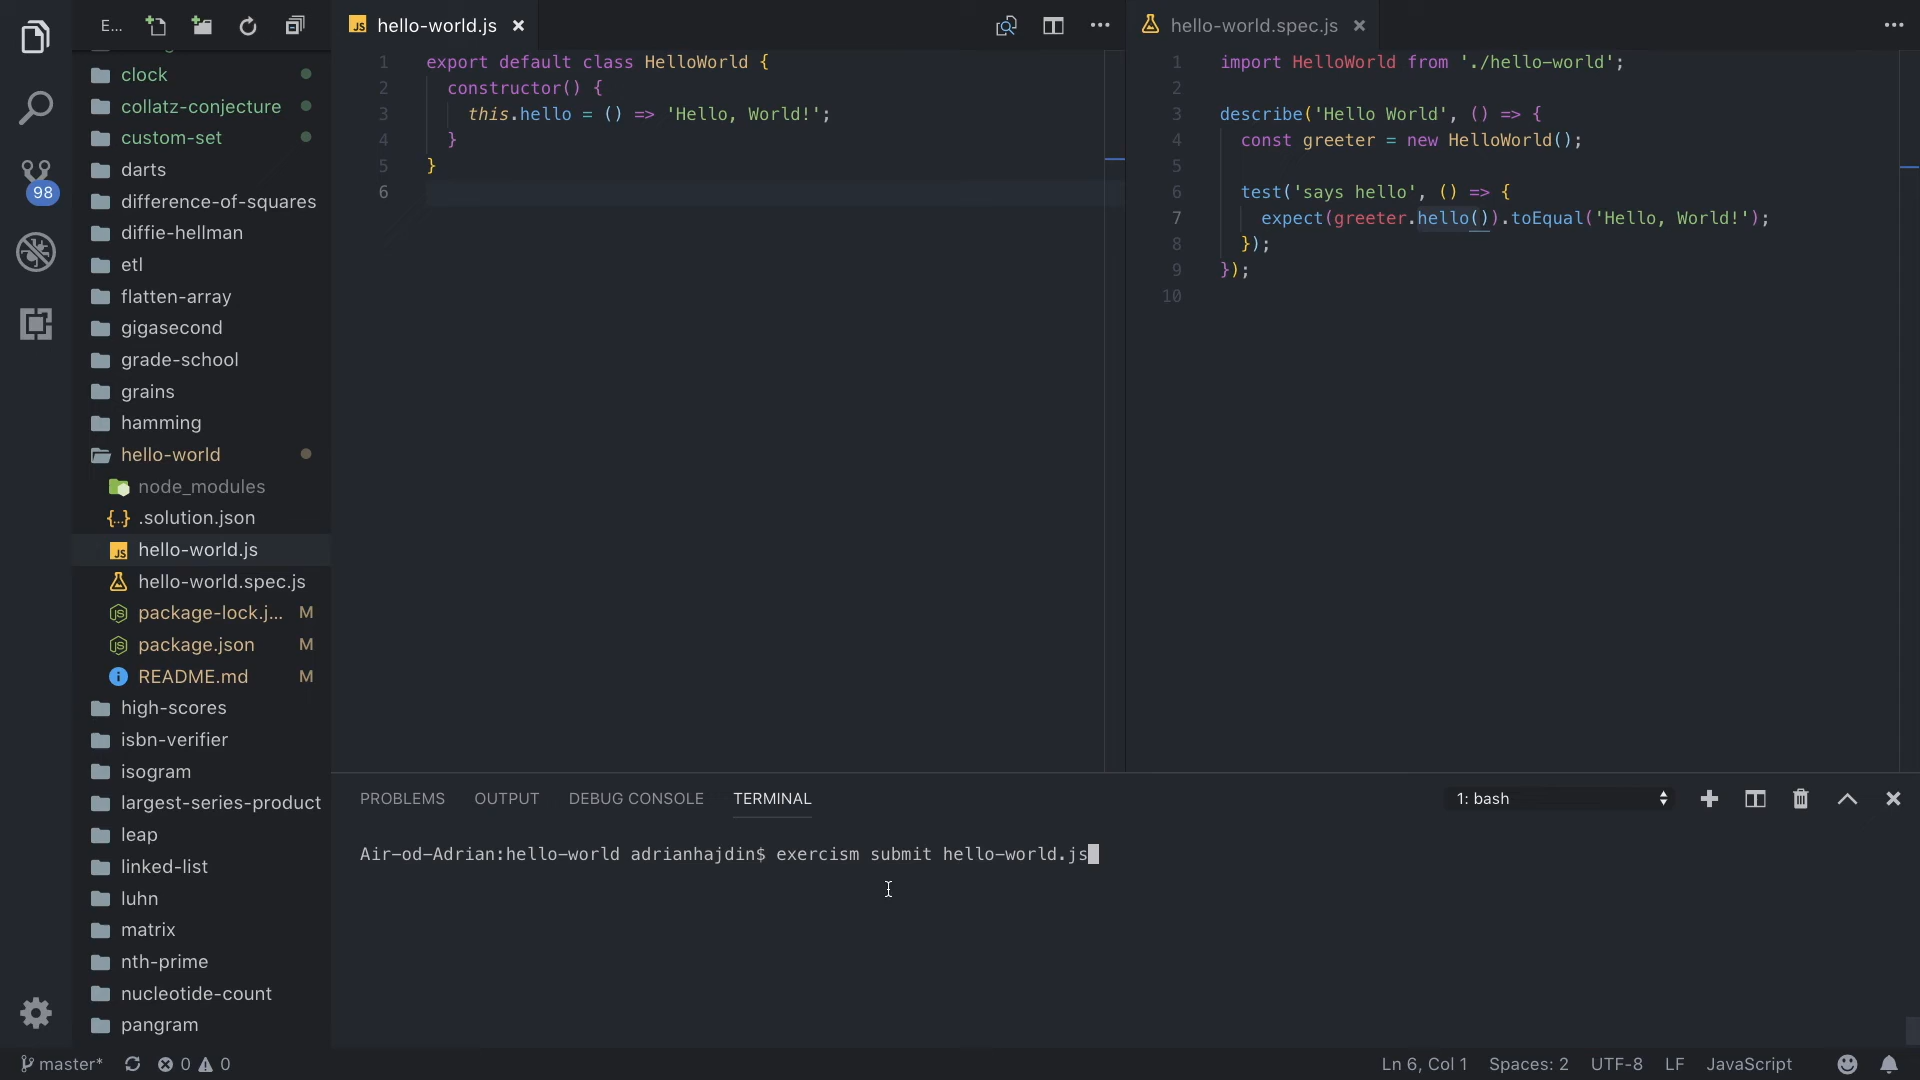 E...
clock
collatz-conjecture
custom-set
darts
difference-of-squares
diffie-hellman
etl
flatten-array
gigasecond
grade-school
grains
hamming
hello-world
node_modules
{..} .solution.json
JS hello-world.js
hello-world.spec.js
JS package-lock.j... M
JS package.json M
i README.md M
high-scores
isbn-verifier
isogram
largest-series-product
leap
linked-list
luhn
matrix
nth-prime
nucleotide-count
pangram
98
JS hello-world.js
1 export default class HelloWorld {
2 constructor() {
3 this.hello = () => 'Hello, World!';
4 }
5 }
6
hello-world.spec.js
1 import HelloWorld from './hello-world';
2
3 describe('Hello World', () => {
4 const greeter = new HelloWorld();
5
6 test('says hello', () => {
7 expect(greeter.hello()).toEqual('Hello, World!');
8 });
9 });
10
PROBLEMS OUTPUT DEBUG CONSOLE TERMINAL 1: bash
Air-od-Adrian:hello-world adrianhajdin$ exercism submit hello-world.js
master* 0 0 Ln 6, Col 1 Spaces: 2 UTF-8 LF JavaScript